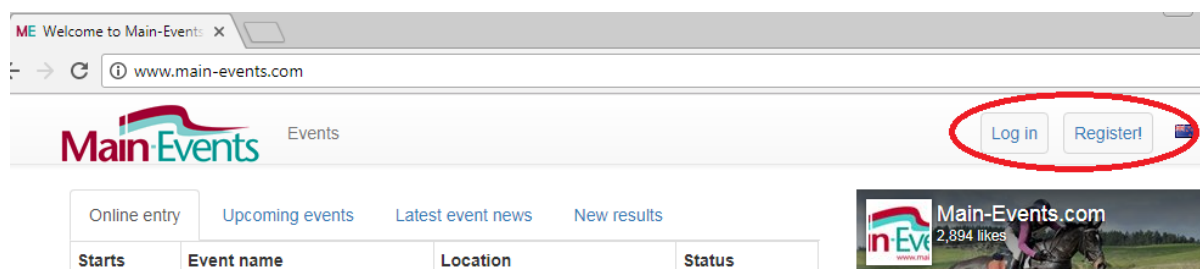 ME Welcome to Main-Events
www.main-events.com
Main-Events
Events
Log in
Register!
Online entry
Upcoming events
Latest event news
New results
Main-Events.com
2,894 likes
Starts
Event name
Location
Status